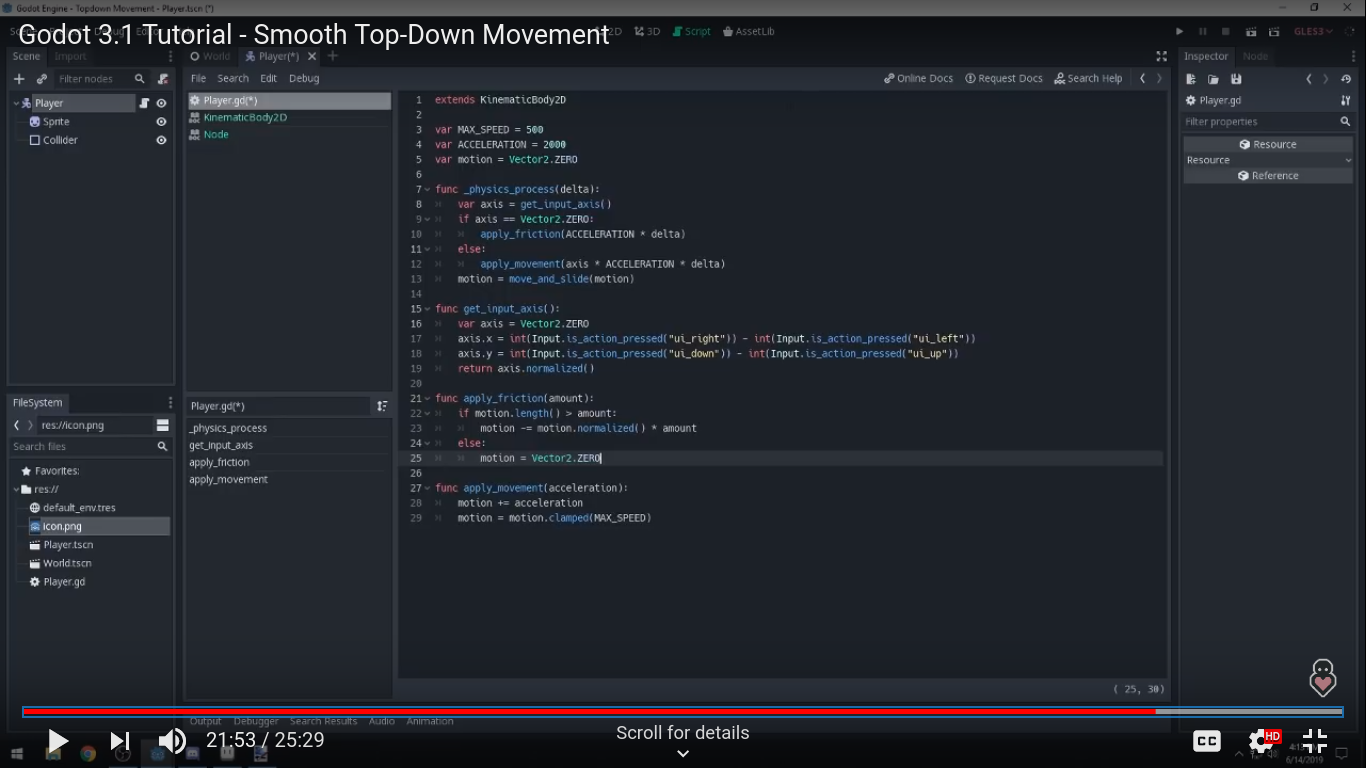 Godot Engine - Topdown Movement - Player.tscn (*)
Godot 3.1 Tutorial - Smooth Top-Down Movement
2D 3D Script AssetLib
GLES3
Scene Import
World Player(*)
Inspector Node
Filter nodes
File Search Edit Debug
Online Docs Request Docs Search Help
Player
Sprite
Collider
Player.gd(*)
KinematicBody2D
Node
1 extends KinematicBody2D
2
3 var MAX_SPEED = 500
4 var ACCELERATION = 2000
5 var motion = Vector2.ZERO
6
7 func _physics_process(delta):
8 var axis = get_input_axis()
9 if axis == Vector2.ZERO:
10 apply_friction(ACCELERATION * delta)
11 else:
12 apply_movement(axis * ACCELERATION * delta)
13 motion = move_and_slide(motion)
14
15 func get_input_axis():
16 var axis = Vector2.ZERO
17 axis.x = int(Input.is_action_pressed("ui_right")) - int(Input.is_action_pressed("ui_left"))
18 axis.y = int(Input.is_action_pressed("ui_down")) - int(Input.is_action_pressed("ui_up"))
19 return axis.normalized()
20
21 func apply_friction(amount):
22 if motion.length() > amount:
23 motion -= motion.normalized() * amount
24 else:
25 motion = Vector2.ZERO
26
27 func apply_movement(acceleration):
28 motion += acceleration
29 motion = motion.clamped(MAX_SPEED)
( 25, 30)
Player.gd
Filter properties
Resource
Resource
Reference
FileSystem
res://icon.png
Search files
Favorites:
res://
default_env.tres
icon.png
Player.tscn
World.tscn
Player.gd
Player.gd(*)
_physics_process
get_input_axis
apply_friction
apply_movement
Output Debugger Search Results Audio Animation
21:53 / 25:29
Scroll for details
CC
HD
6/14/2019